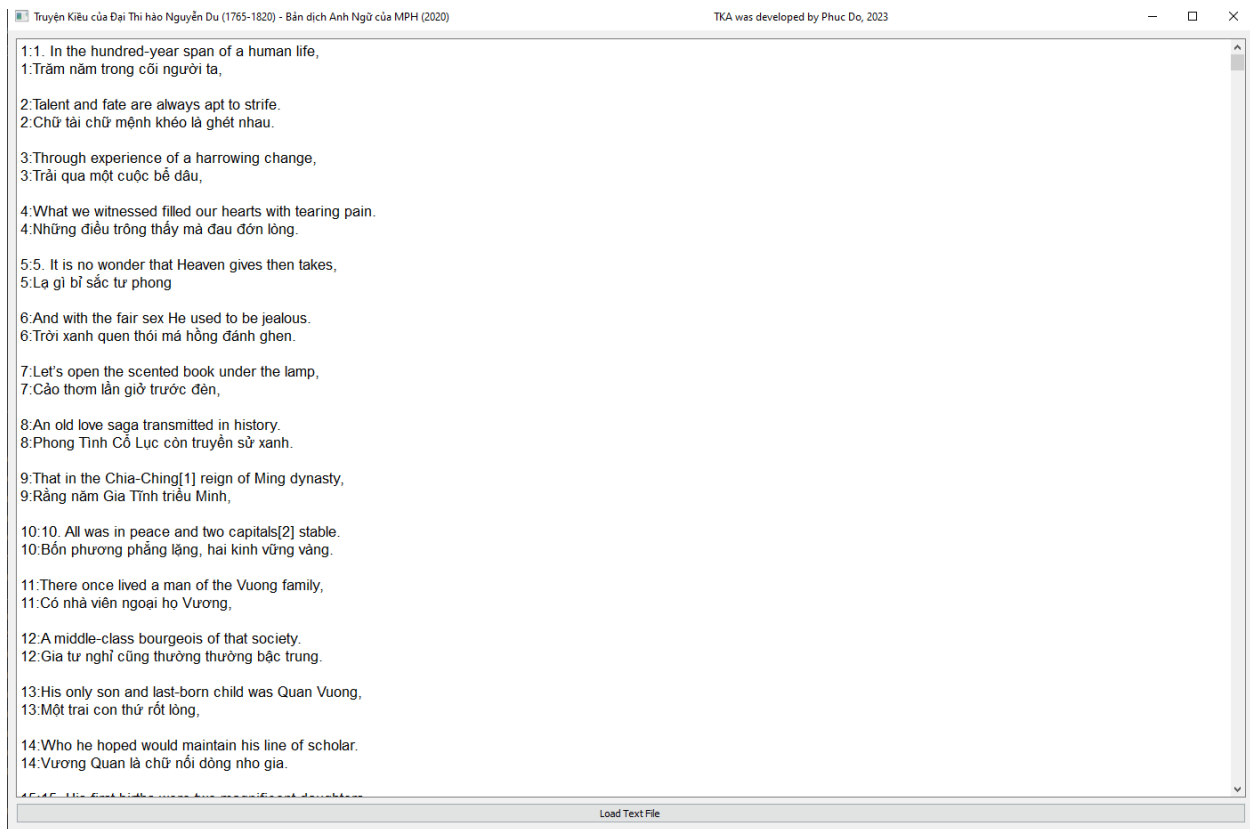 Truyện Kiều của Đại Thi hào Nguyễn Du (1765-1820) - Bản dịch Anh Ngữ của MPH (2020) TKA was developed by Phuc Do, 2023
1:1. In the hundred-year span of a human life,
1:Trăm năm trong cõi người ta,
2:Talent and fate are always apt to strife.
2:Chữ tài chữ mệnh khéo là ghét nhau.
3:Through experience of a harrowing change,
3:Trải qua một cuộc bể dâu,
4:What we witnessed filled our hearts with tearing pain.
4:Những điều trông thấy mà đau đớn lòng.
5:5. It is no wonder that Heaven gives then takes,
5:Lạ gì bỉ sắc tư phong
6:And with the fair sex He used to be jealous.
6:Trời xanh quen thói má hồng đánh ghen.
7:Let’s open the scented book under the lamp,
7:Cảo thơm lần giở trước đèn,
8:An old love saga transmitted in history.
8:Phong Tình Cổ Lục còn truyền sử xanh.
9:That in the Chia-Ching[1] reign of Ming dynasty,
9:Rằng năm Gia Tĩnh triều Minh,
10:10. All was in peace and two capitals[2] stable.
10:Bốn phương phẳng lặng, hai kinh vững vàng.
11:There once lived a man of the Vuong family,
11:Có nhà viên ngoại họ Vương,
12:A middle-class bourgeois of that society.
12:Gia tư nghỉ cũng thường thường bậc trung.
13:His only son and last-born child was Quan Vuong,
13:Một trai con thứ rốt lòng,
14:Who he hoped would maintain his line of scholar.
14:Vương Quan là chữ nối dòng nho gia.
15:15. His first births were two magnificent daughters
Load Text File